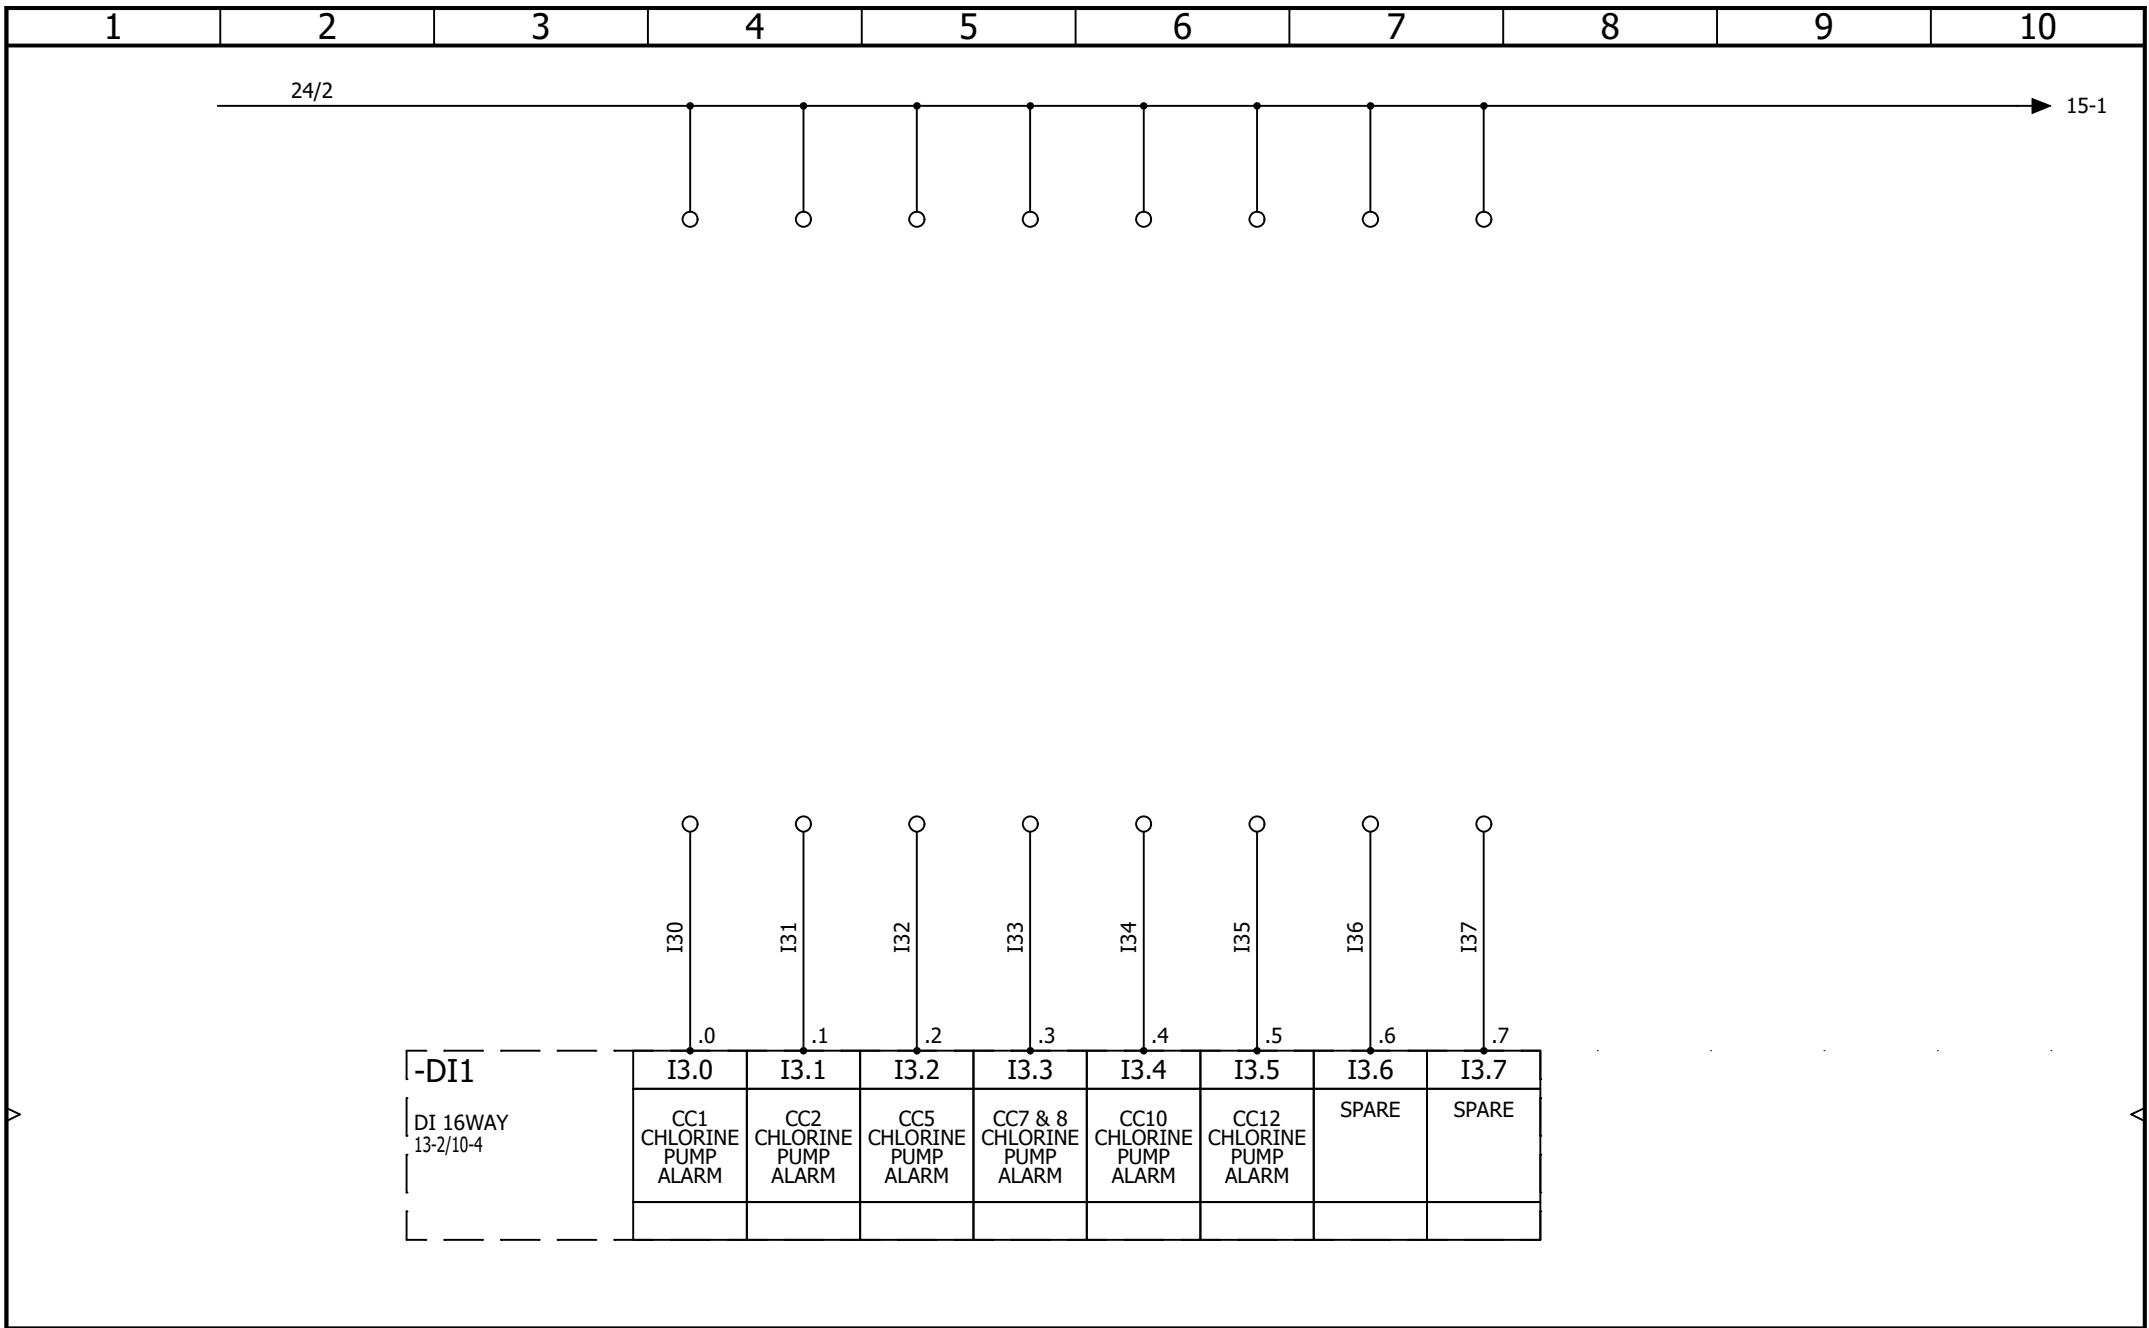 1 2 3 4 5 6 7 8 9 10
24/2
15-1
I30 I31 I32 I33 I34 I35 I36 I37
.0 .1 .2 .3 .4 .5 .6 .7
-DI1
DI 16WAY
13-2/10-4
I3.0 I3.1 I3.2 I3.3 I3.4 I3.5 I3.6 I3.7
CC1
CHLORINE
PUMP
ALARM
CC2
CHLORINE
PUMP
ALARM
CC5
CHLORINE
PUMP
ALARM
CC7 & 8
CHLORINE
PUMP
ALARM
CC10
CHLORINE
PUMP
ALARM
CC12
CHLORINE
PUMP
ALARM
SPARE
SPARE